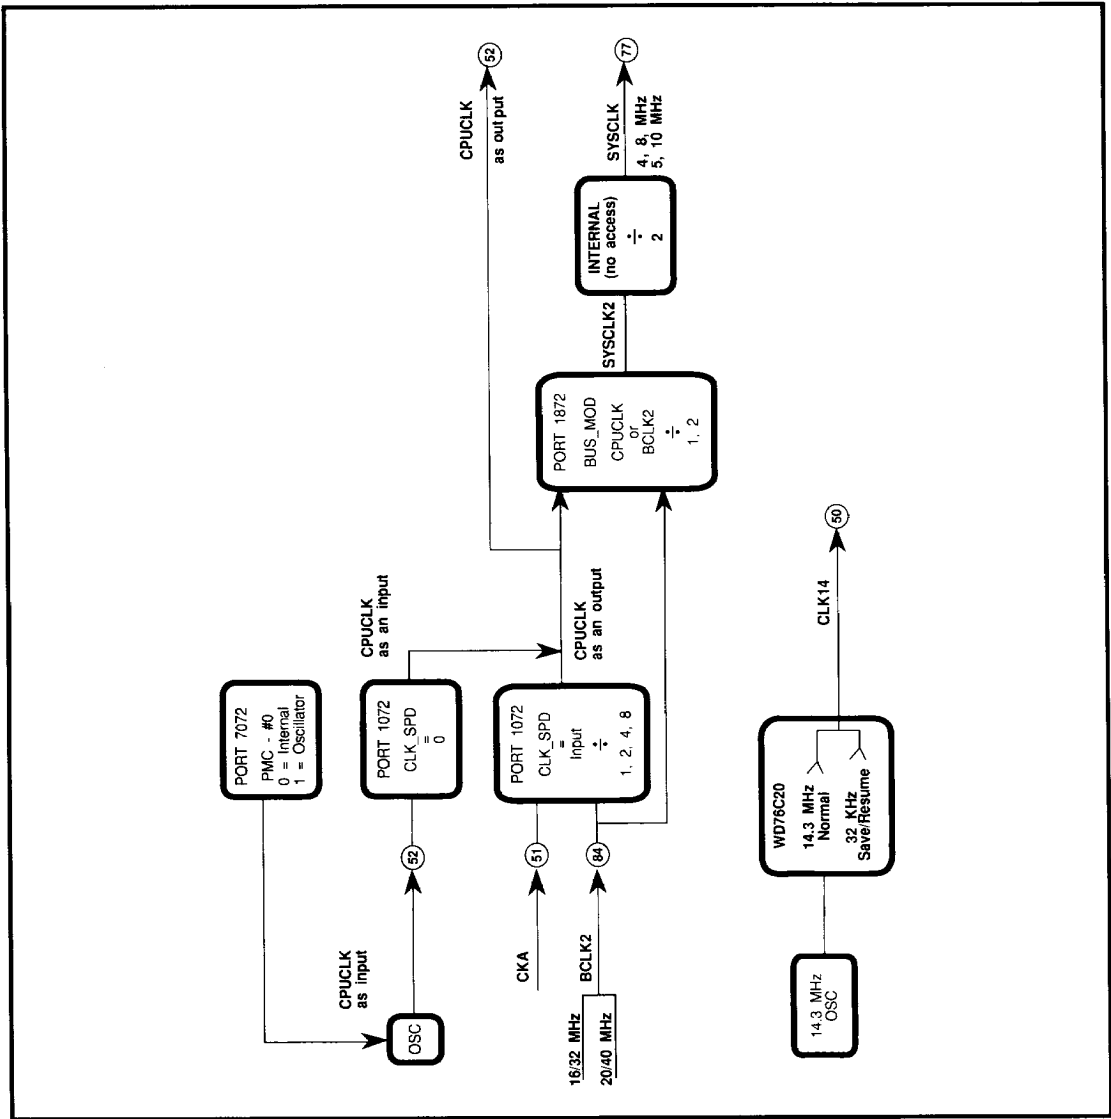 PORT 7072
PMC - #0
0 = Internal
1 = Oscillator
CPUCLK
as input
OSC
52
PORT 1072
CLK_SPD
=
0
CPUCLK
as an input
CPUCLK
as output
52
CKA
51
16/32 MHz
20/40 MHz
BCLK2
84
PORT 1072
CLK_SPD
=
Input
÷
1, 2, 4, 8
CPUCLK
as an output
PORT 1872
BUS_MOD
CPUCLK
or
BCLK2
÷
1, 2
SYSCLK2
INTERNAL
(no access)
÷
2
SYSCLK
4, 8, MHz
5, 10 MHz
77
14.3 MHz
OSC
WD76C20
14.3 MHz
Normal
32 KHz
Save/Resume
CLK14
50